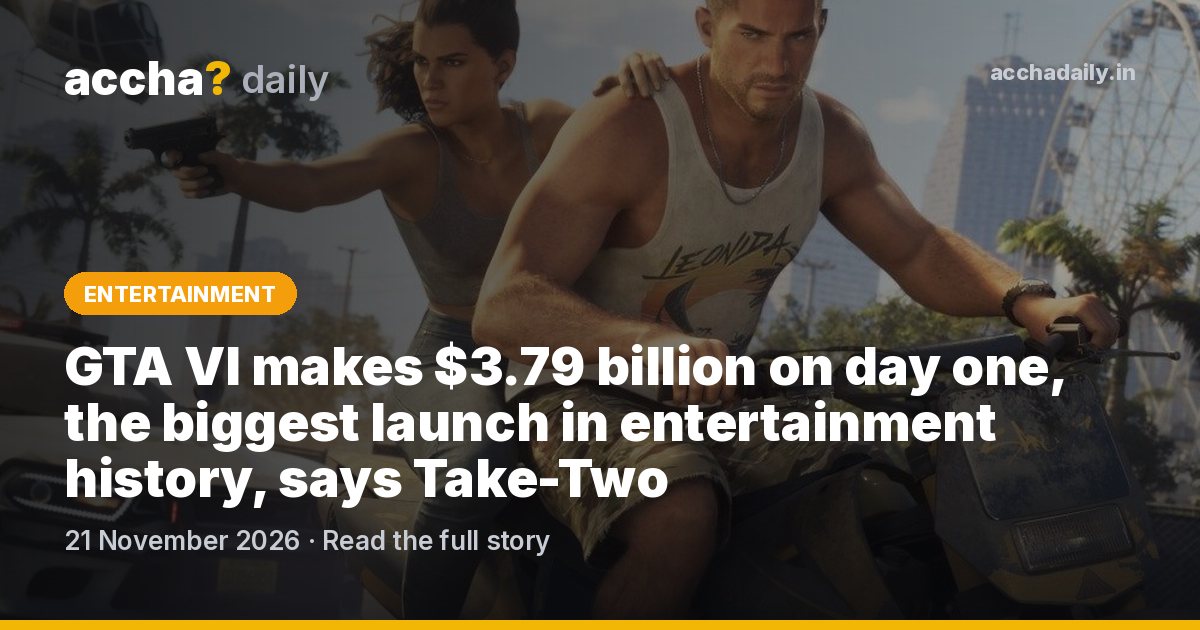 accha? daily
acchadaily.in
LEONIDA
ENTERTAINMENT
GTA VI makes $3.79 billion on day one,
the biggest launch in entertainment
history, says Take-Two
21 November 2026 · Read the full story